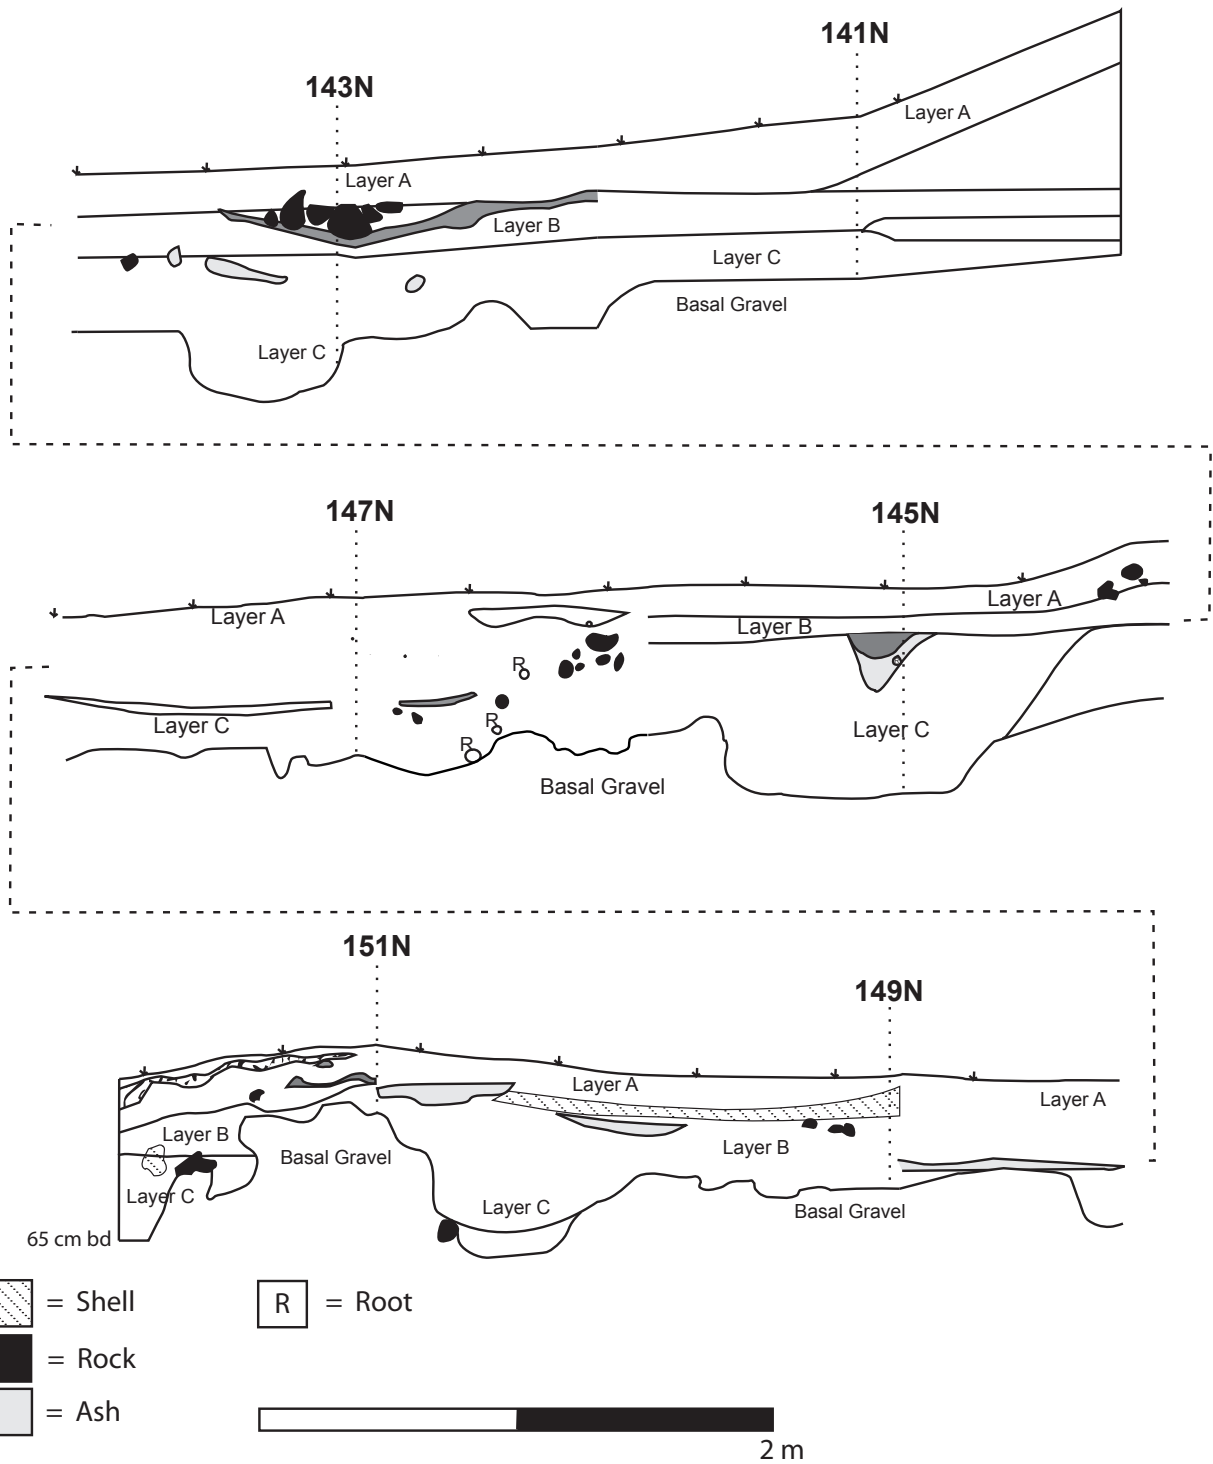 141N
143N
Layer A
Layer A
Layer B
Layer C
Basal Gravel
Layer C
147N
145N
Layer A
Layer A
Layer B
R
R
Layer C
Layer C
R
Basal Gravel
151N
149N
Layer A
Layer A
Layer B
Layer B
Basal Gravel
Layer C
Layer C
Basal Gravel
65 cm bd
= Shell
R = Root
= Rock
= Ash
2 m